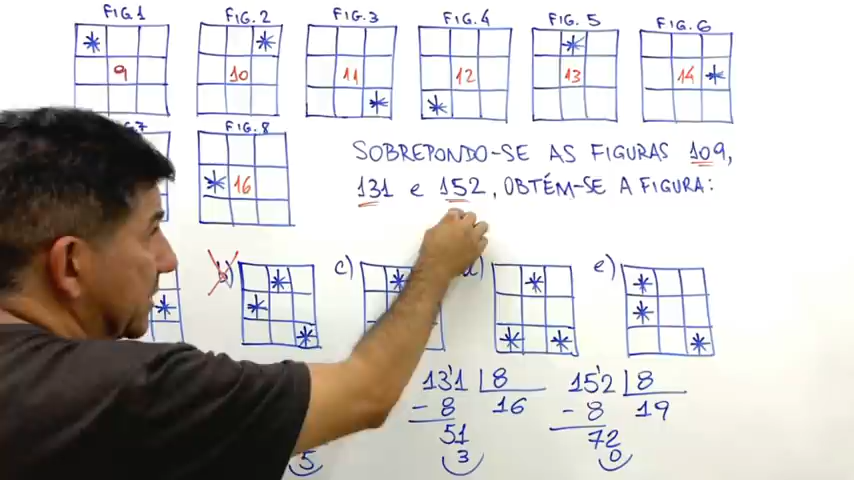 FIG.1 FIG.2 FIG.3 FIG.4 FIG.5 FIG.6
9 10 11 12 13 14
FIG.8
SOBREPONDO-SE AS FIGURAS 109,
16 131 e 152, OBTÉM-SE A FIGURA:
b) c) d) e)
131 8 152 8
- 8 16 - 8 19
51 72
5 3 0